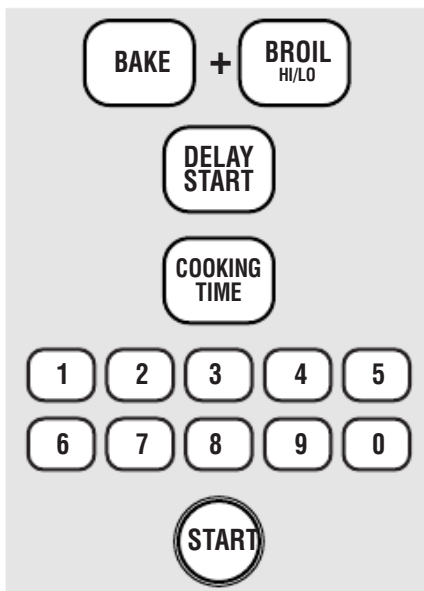 BAKE + BROIL
HI/LO
DELAY
START
COOKING
TIME
1 2 3 4 5
6 7 8 9 0
START